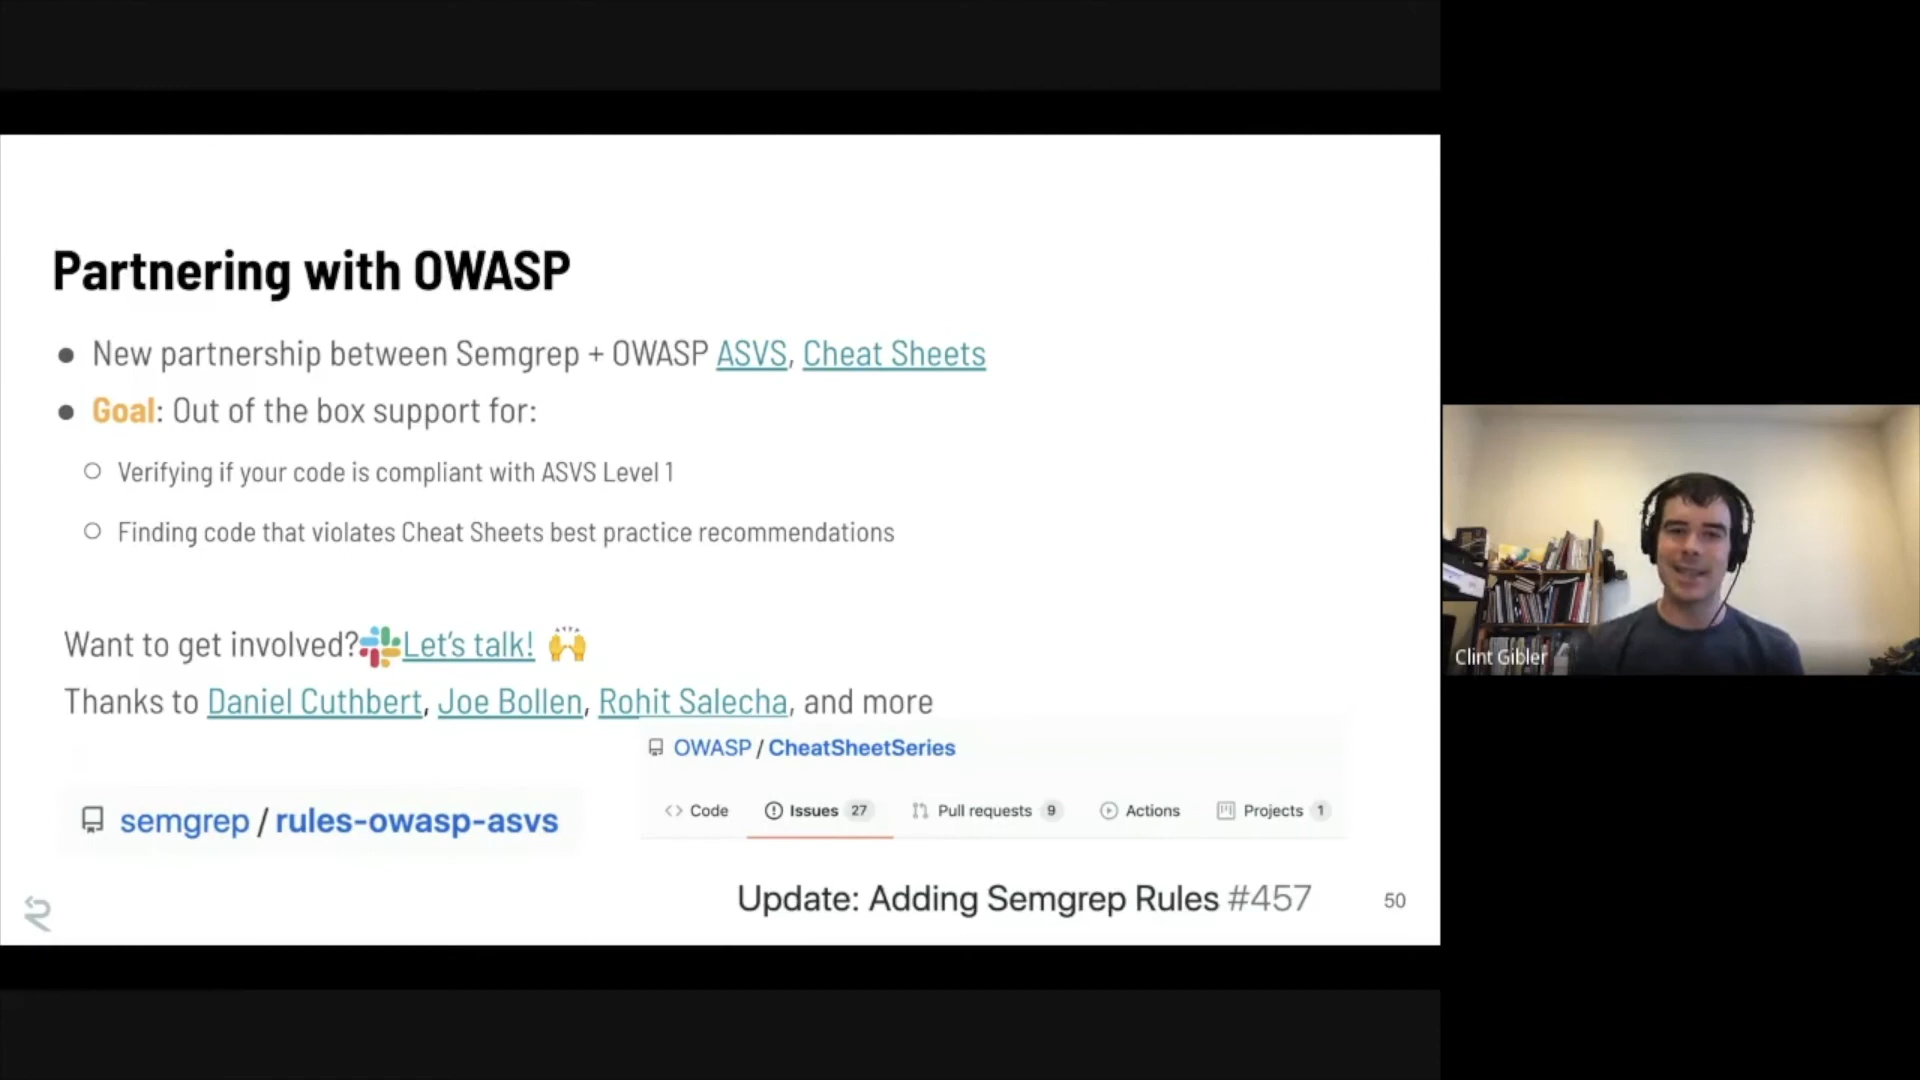 Partnering with OWASP
● New partnership between Semgrep + OWASP ASVS, Cheat Sheets
● Goal: Out of the box support for:
○ Verifying if your code is compliant with ASVS Level 1
○ Finding code that violates Cheat Sheets best practice recommendations
Want to get involved? Let's talk! 🙌
Thanks to Daniel Cuthbert, Joe Bollen, Rohit Salecha, and more
OWASP / CheatSheetSeries
<> Code Issues 27 Pull requests 9 Actions Projects 1
semgrep / rules-owasp-asvs
Update: Adding Semgrep Rules #457
50
Clint Gibler